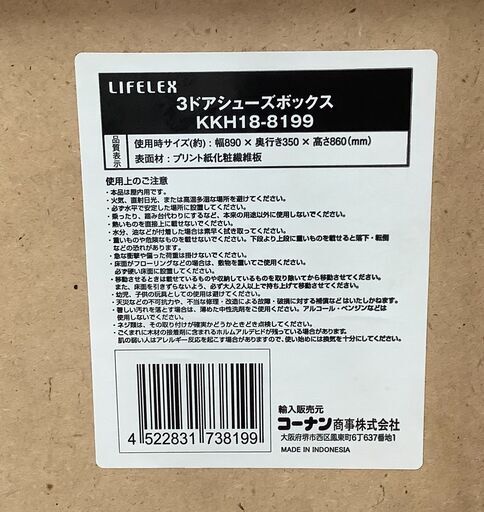 LIFELEX
3ドアシューズボックス
KKH18-8199
品質表示
使用時サイズ(約)：幅890×奥行き350×高さ860(mm)
表面材：プリント紙化粧繊維板
使用上のご注意
・本品は屋内用です。
・火気、直射日光、または高温多湿な場所を避けてください。
・必ず水平で安定した場所に設置してください。
・乗ったり、踏み台代わりにするなど、本来の用途以外に使用しないでください。
・熱いものを直接上に載せないでください。
・水分、油などが付着した場合は素早く拭き取ってください。
・重いものや危険なものを載せないでください。下段より上段に重いものを載せると落下・転倒
などの恐れがあります。
・急な衝撃や偏った荷重は掛けないでください。
・床面がフローリングなどの場合は、敷物を置いてご使用ください。
必ず硬い床面に設置してください。
・移動させるときは載せているものや収納しているものを取り除いてから移動させてください。
また、床面を引きずらないよう、必ず大人2人以上で持ち上げて移動させてください。
・幼児、子供の玩具としての使用は避けてください。
・天災などの不可抗力や、不当な修理・改造による故障・破損に対する補償などはいたしかねます。
・著しい汚れを落とす場合は、薄めた中性洗剤をご使用ください。アルコール・ベンジンなどは
使用しないでください。
・ネジ類は、その取り付けが確実かどうかときどき点検してください。
・ごくまれに木材の接着剤に含まれるホルムアルデヒドが残っている場合があります。
肌の弱い人はアレルギー反応を起こす場合がありますので、使い始めには換気を十分にしてください。
4 522831 738199
輸入販売元
コーナン商事株式会社
大阪府堺市西区鳳東町6丁637番地1
MADE IN INDONESIA